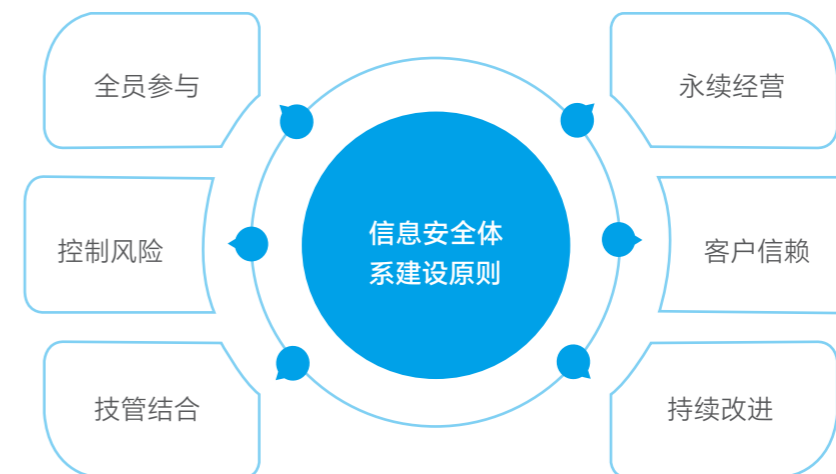 全员参与
永续经营
控制风险
信息安全体
系建设原则
客户信赖
技管结合
持续改进